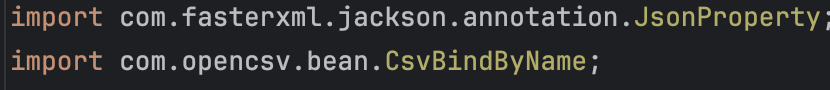 import com.fasterxml.jackson.annotation.JsonProperty;
import com.opencsv.bean.CsvBindByName;